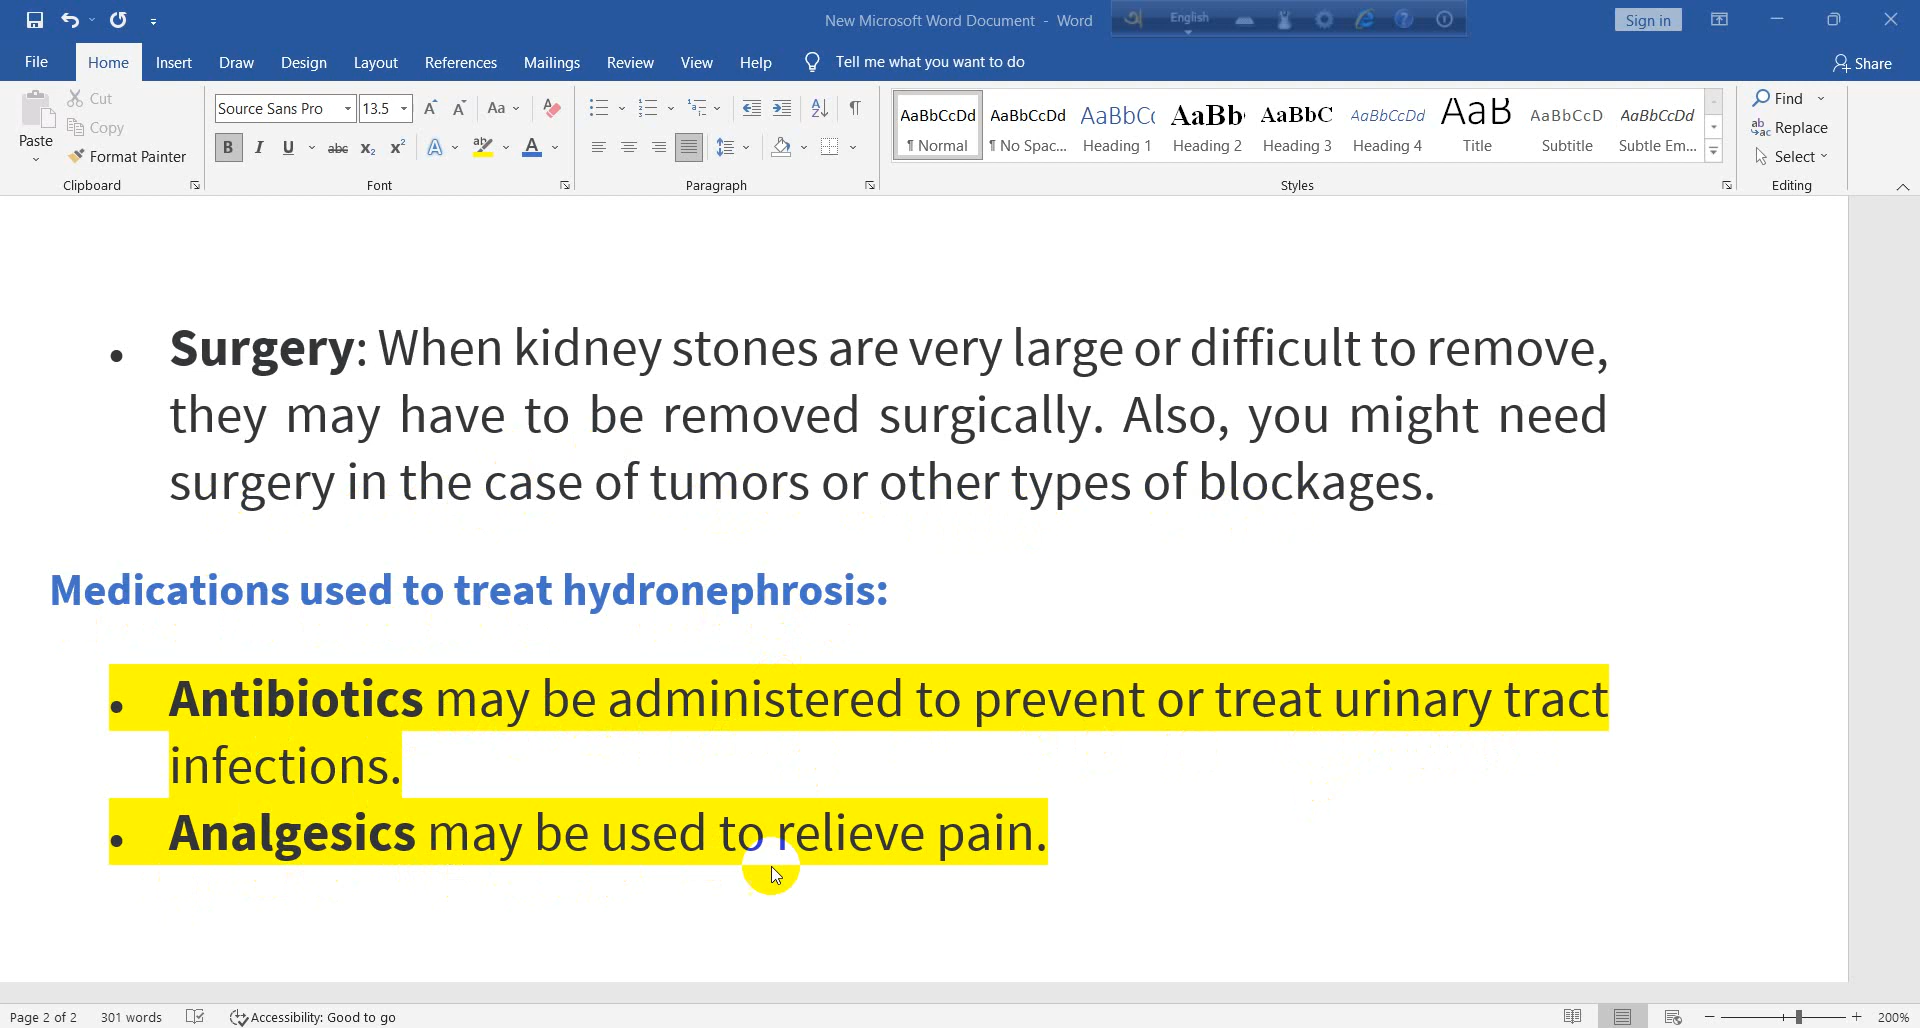 New Microsoft Word Document - Word
English
Sign in
File Home Insert Draw Design Layout References Mailings Review View Help Tell me what you want to do
Share
Paste
Cut
Copy
Format Painter
Clipboard
Source Sans Pro 13.5
Aa
B I U abc x₂ x² A A
Font
Paragraph
AaBbCcDd AaBbCcDd AaBbC AaBb AaBbC AaBbCcDd AaB AaBbCcD AaBbCcDd
¶ Normal ¶ No Spac... Heading 1 Heading 2 Heading 3 Heading 4 Title Subtitle Subtle Em...
Styles
Find
Replace
Select
Editing
• Surgery: When kidney stones are very large or difficult to remove,
they may have to be removed surgically. Also, you might need
surgery in the case of tumors or other types of blockages.
Medications used to treat hydronephrosis:
• Antibiotics may be administered to prevent or treat urinary tract
infections.
• Analgesics may be used to relieve pain.
Page 2 of 2 301 words Accessibility: Good to go 200%